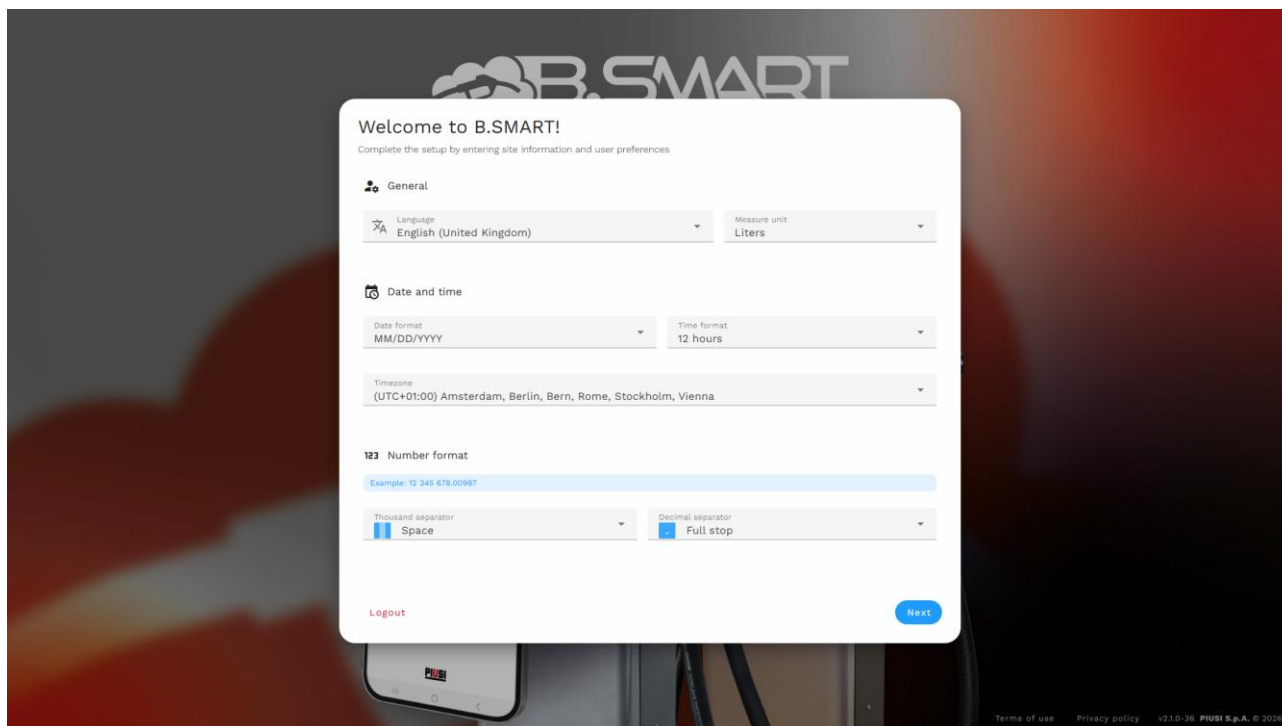 B.SMART
Welcome to B.SMART!
Complete the setup by entering site information and user preferences
General
Language
English (United Kingdom)
Measure unit
Liters
Date and time
Date format
MM/DD/YYYY
Time format
12 hours
Timezone
(UTC+01:00) Amsterdam, Berlin, Bern, Rome, Stockholm, Vienna
123 Number format
Example: 12 345 678.00987
Thousand separator
Space
Decimal separator
Full stop
Logout
Next
PIUSI
Terms of use Privacy policy v2.1.0-36 PIUSI S.p.A. © 2026